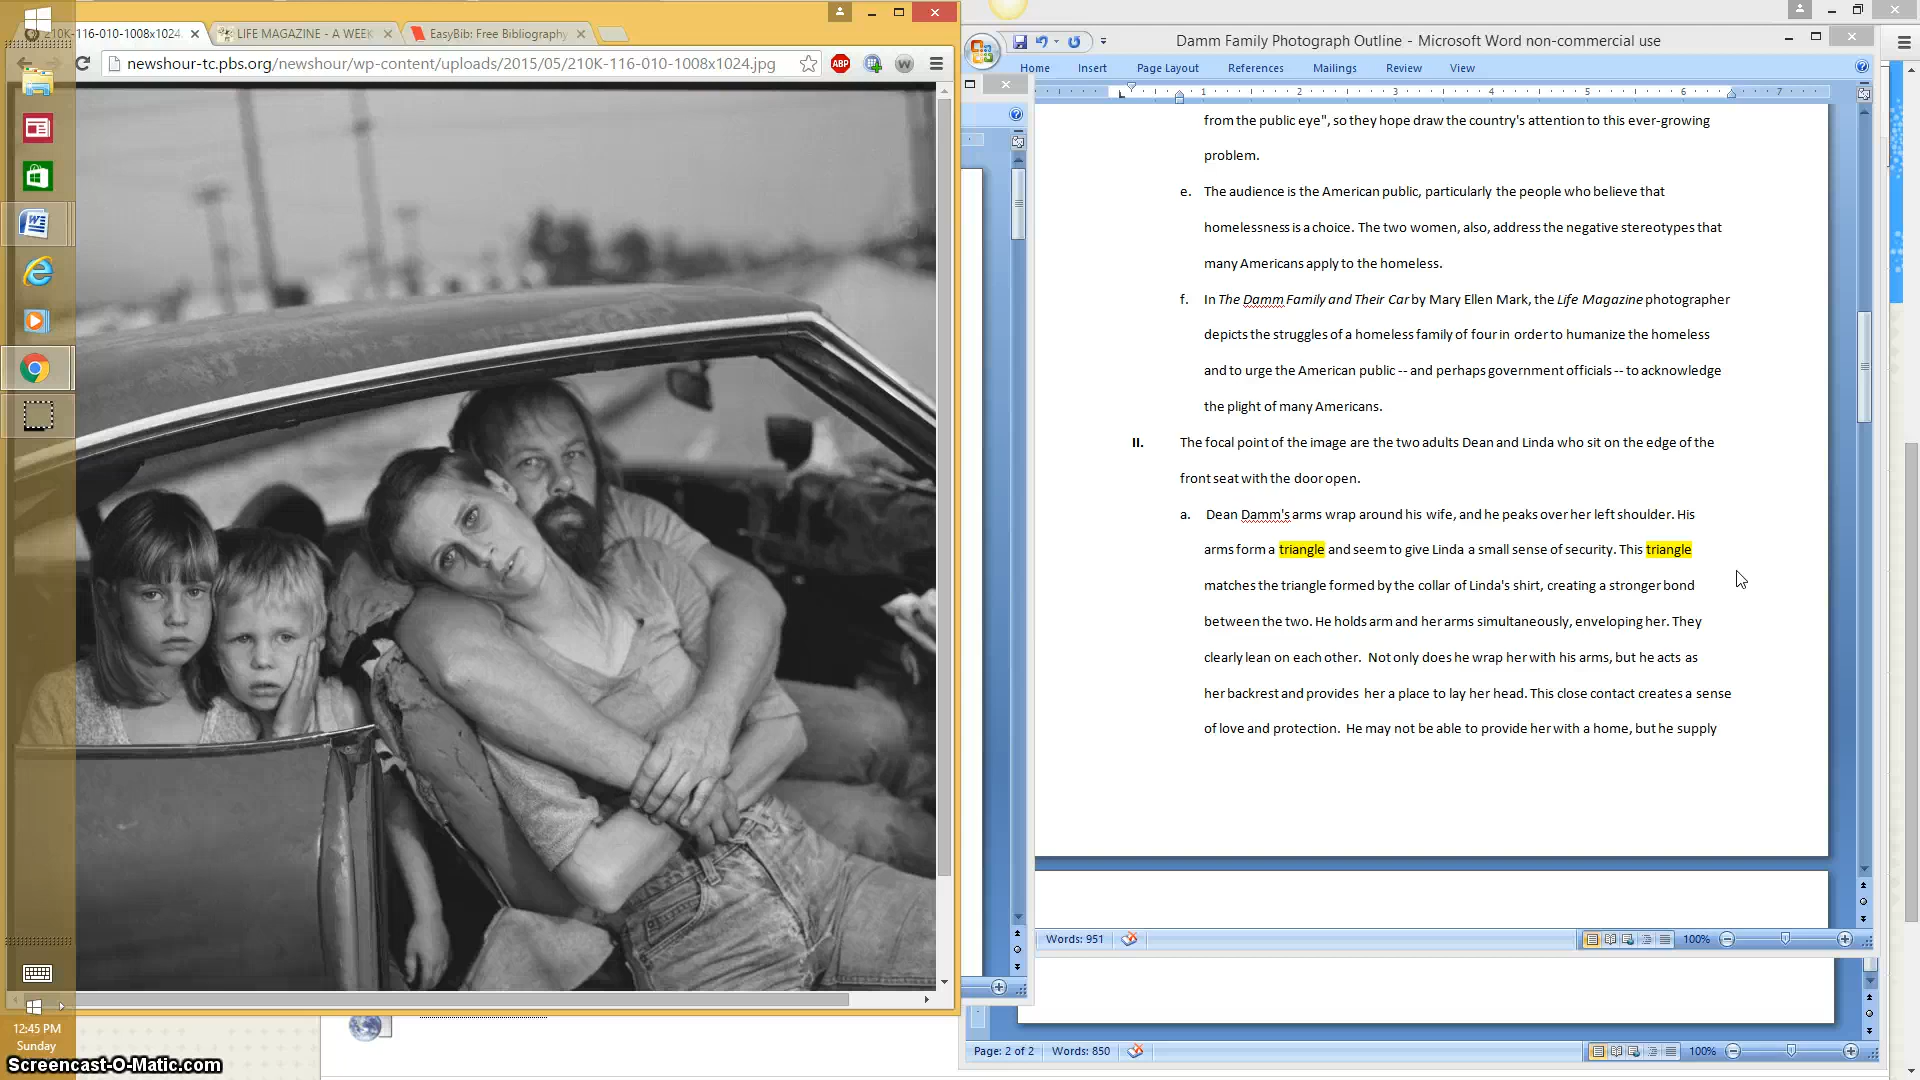 210K-116-010-1008x1024.
LIFE MAGAZINE - A WEEK
EasyBib: Free Bibliography
newshour-tc.pbs.org/newshour/wp-content/uploads/2015/05/210K-116-010-1008x1024.jpg
ABP
W
Damm Family Photograph Outline - Microsoft Word non-commercial use
Home Insert Page Layout References Mailings Review View
1 2 3 4 5 6 7
from the public eye", so they hope draw the country's attention to this ever-growing
problem.
e. The audience is the American public, particularly the people who believe that
homelessness is a choice. The two women, also, address the negative stereotypes that
many Americans apply to the homeless.
f. In The Damm Family and Their Car by Mary Ellen Mark, the Life Magazine photographer
depicts the struggles of a homeless family of four in order to humanize the homeless
and to urge the American public -- and perhaps government officials -- to acknowledge
the plight of many Americans.
II. The focal point of the image are the two adults Dean and Linda who sit on the edge of the
front seat with the door open.
a. Dean Damm's arms wrap around his wife, and he peaks over her left shoulder. His
arms form a triangle and seem to give Linda a small sense of security. This triangle
matches the triangle formed by the collar of Linda's shirt, creating a stronger bond
between the two. He holds arm and her arms simultaneously, enveloping her. They
clearly lean on each other. Not only does he wrap her with his arms, but he acts as
her backrest and provides her a place to lay her head. This close contact creates a sense
of love and protection. He may not be able to provide her with a home, but he supply
Words: 951
100%
Page: 2 of 2 Words: 850
100%
12:45 PM
Sunday
Screencast-O-Matic.com